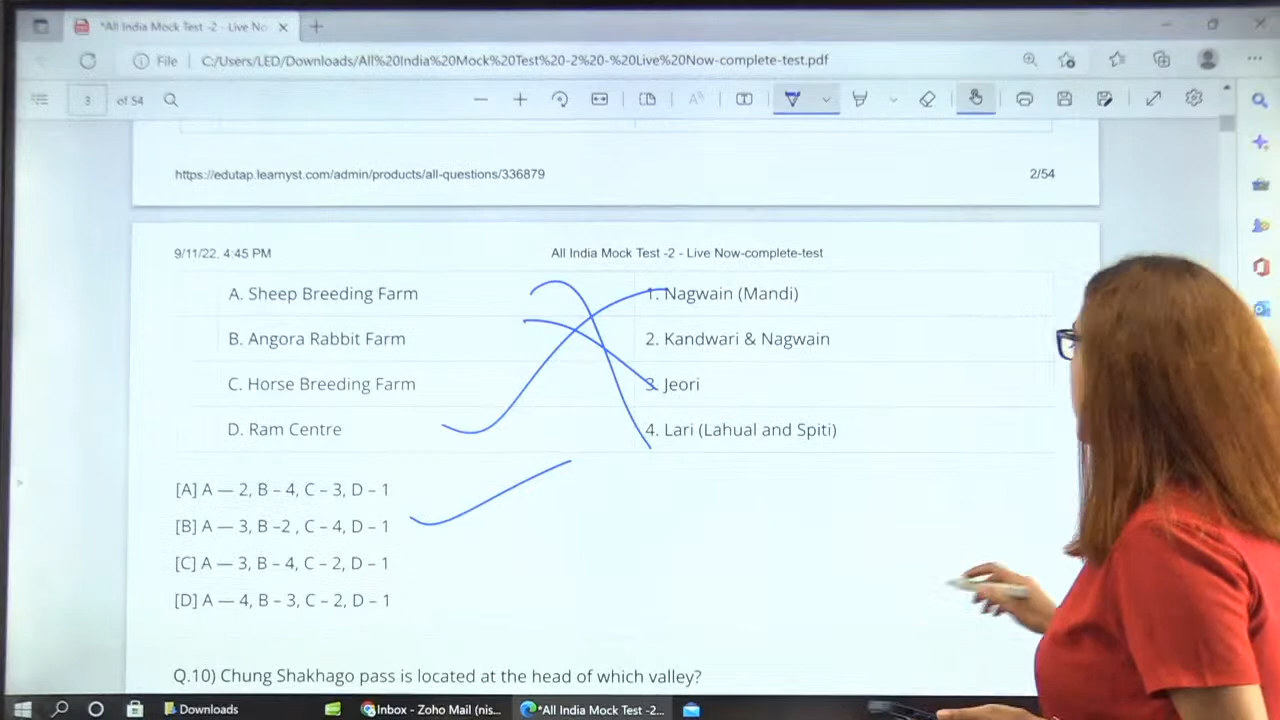 *All India Mock Test -2 - Live No
File C:/Users/LED/Downloads/All%20India%20Mock%20Test%20-2%20-%20Live%20Now-complete-test.pdf
3 of 54
https://edutap.learnyst.com/admin/products/all-questions/336879 2/54
9/11/22, 4:45 PM All India Mock Test -2 - Live Now-complete-test
A. Sheep Breeding Farm 1. Nagwain (Mandi)
B. Angora Rabbit Farm 2. Kandwari & Nagwain
C. Horse Breeding Farm 3. Jeori
D. Ram Centre 4. Lari (Lahual and Spiti)
[A] A — 2, B – 4, C – 3, D – 1
[B] A — 3, B –2 , C – 4, D – 1
[C] A — 3, B – 4, C – 2, D – 1
[D] A — 4, B – 3, C – 2, D – 1
Q.10) Chung Shakhago pass is located at the head of which valley?
Downloads Inbox - Zoho Mail (nis... *All India Mock Test -2...